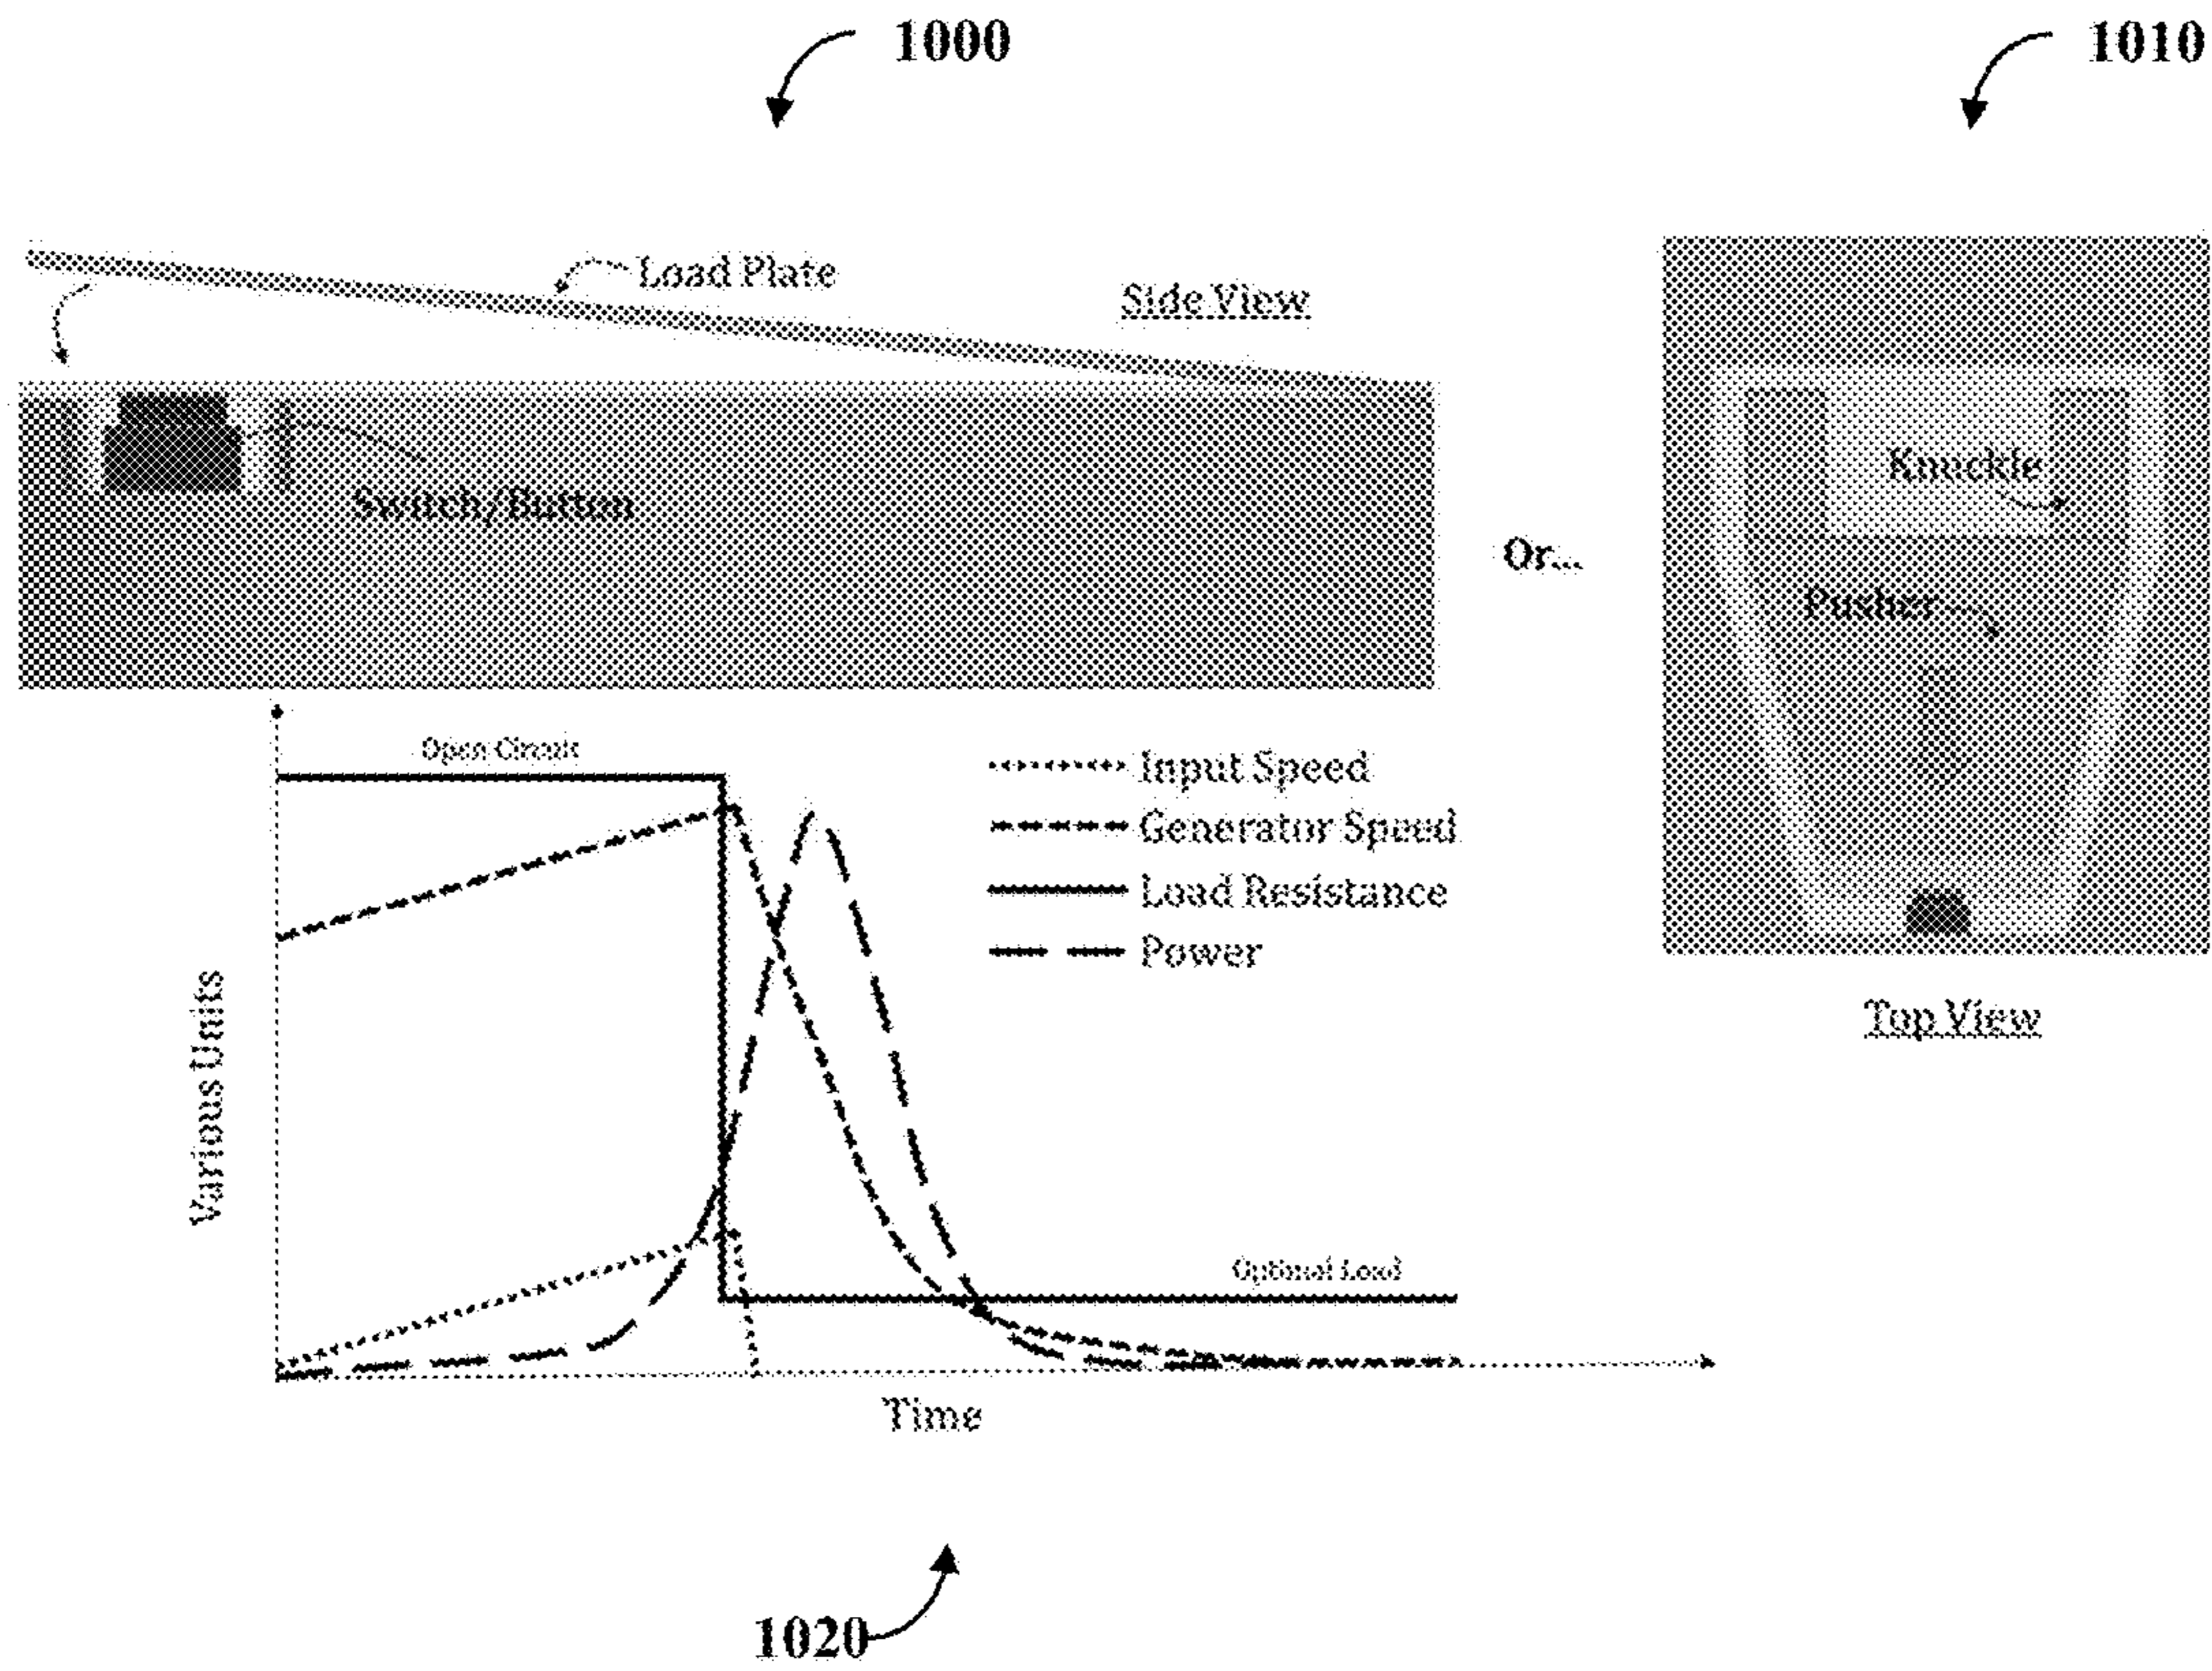 1000
1010
Load Plate
Side View
Switch/Button
Or...
Knuckle
Pusher
Top View
Open Circuit
Input Speed
Generator Speed
Load Resistance
Power
Various Units
Optimal Load
Time
1020